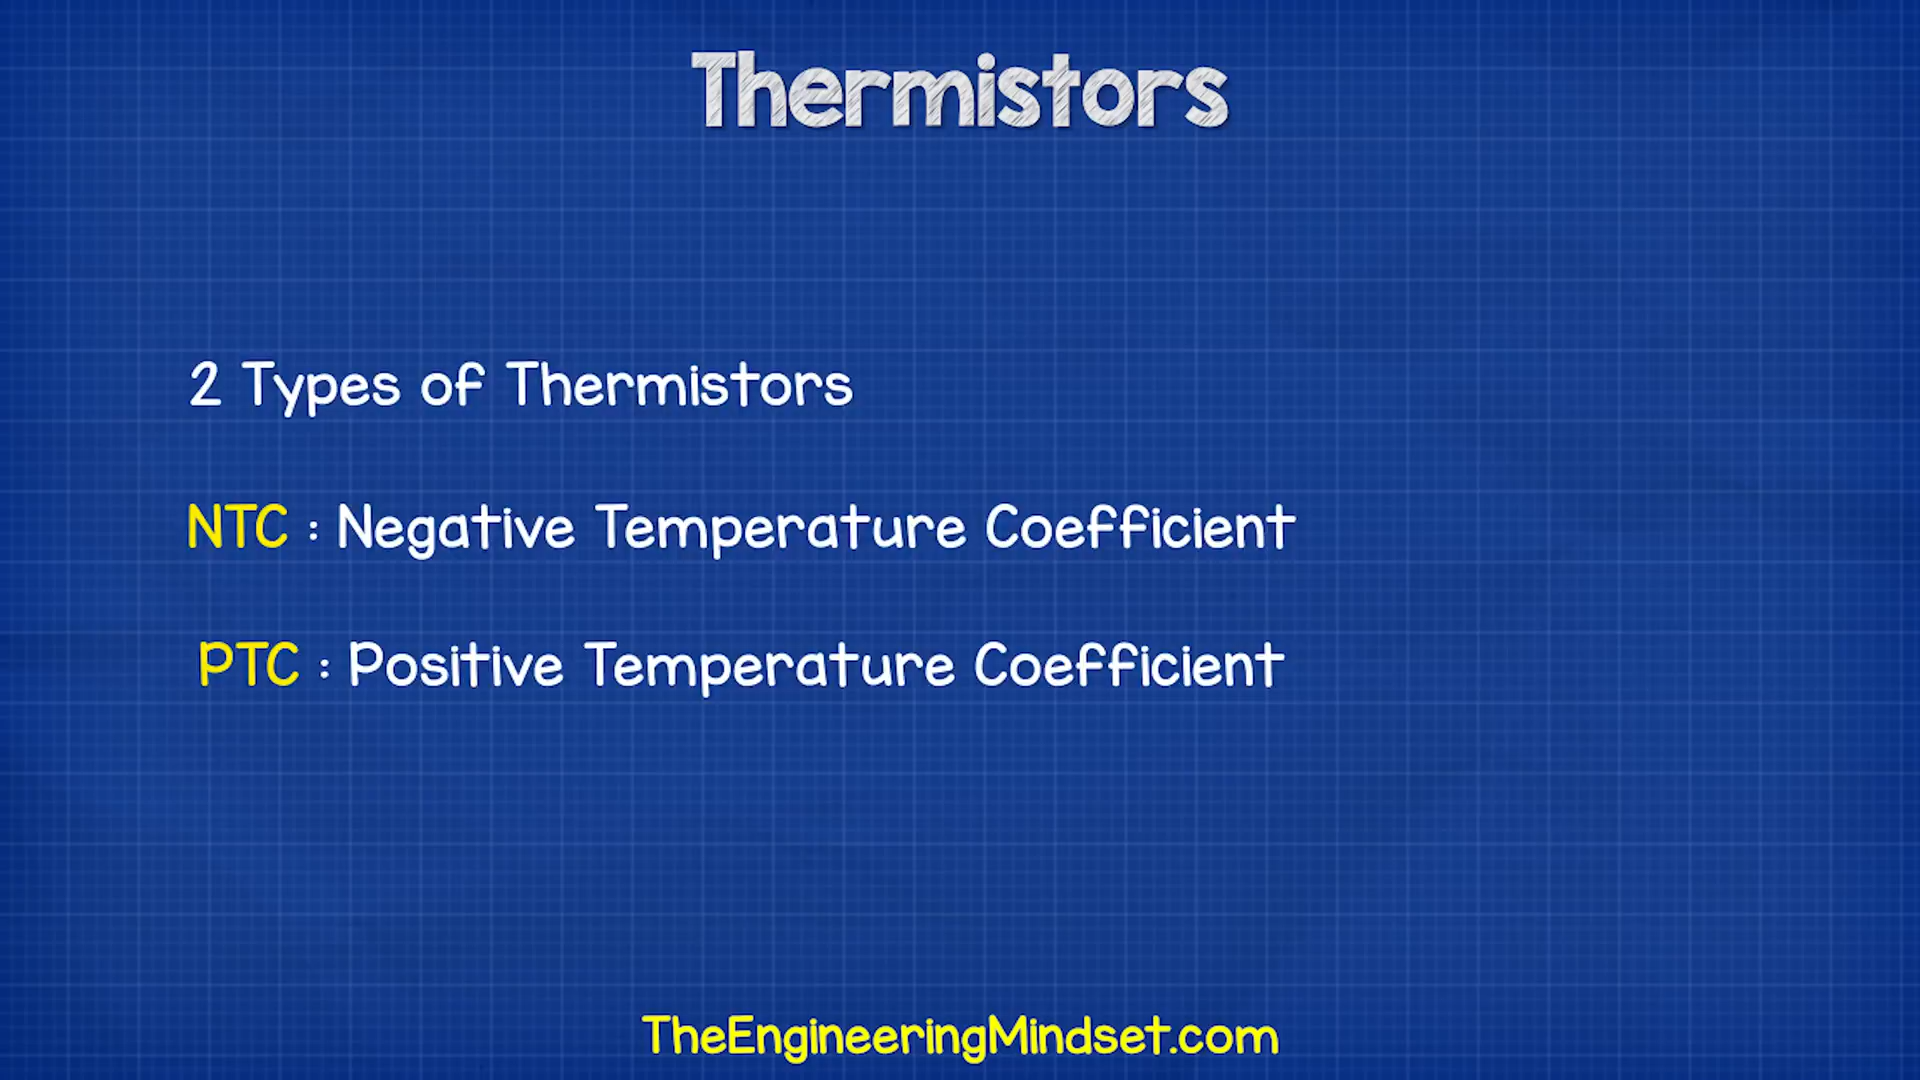 Thermistors
2 Types of Thermistors
NTC : Negative Temperature Coefficient
PTC : Positive Temperature Coefficient
TheEngineeringMindset.com